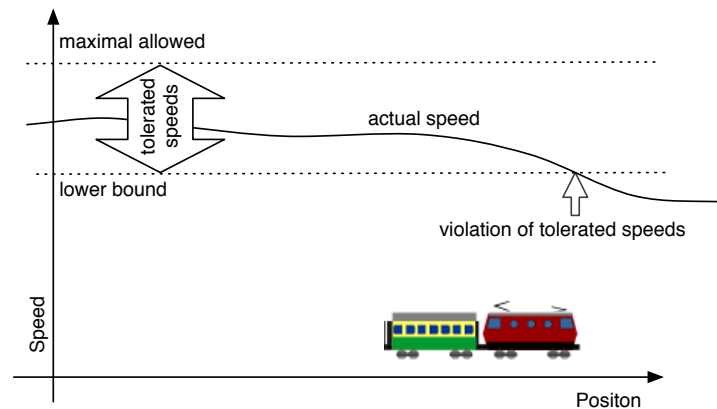 maximal allowed
tolerated
speeds
actual speed
lower bound
violation of tolerated speeds
Speed
Positon